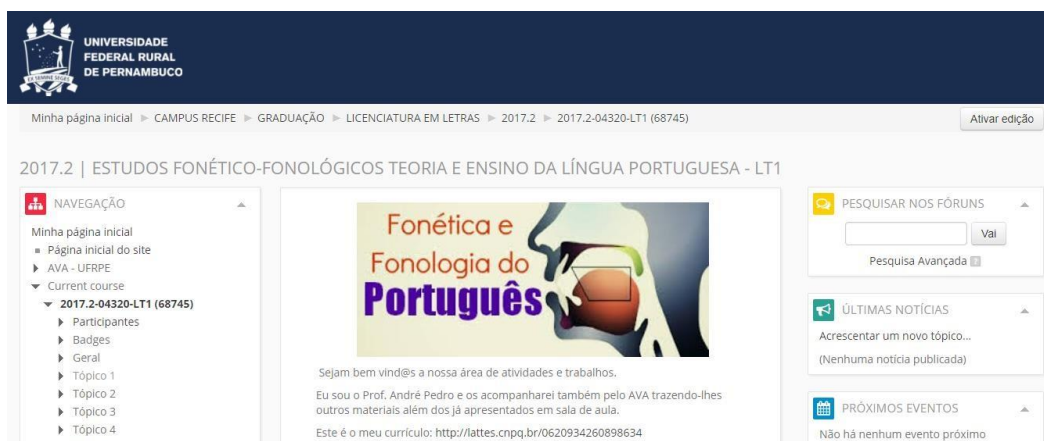 UNIVERSIDADE
FEDERAL RURAL
DE PERNAMBUCO
Minha página inicial ▶ CAMPUS RECIFE ▶ GRADUAÇÃO ▶ LICENCIATURA EM LETRAS ▶ 2017.2 ▶ 2017.2-04320-LT1 (68745)
Ativar edição
2017.2 | ESTUDOS FONÉTICO-FONOLÓGICOS TEORIA E ENSINO DA LÍNGUA PORTUGUESA - LT1
NAVEGAÇÃO
Minha página inicial
Página inicial do site
AVA - UFRPE
Current course
2017.2-04320-LT1 (68745)
Participantes
Badges
Geral
Tópico 1
Tópico 2
Tópico 3
Tópico 4
Fonética e
Fonologia do
Português
Sejam bem vind@s a nossa área de atividades e trabalhos.
Eu sou o Prof. André Pedro e os acompanharei também pelo AVA trazendo-lhes
outros materiais além dos já apresentados em sala de aula.
Este é o meu currículo: http://lattes.cnpq.br/0620934260898634
PESQUISAR NOS FÓRUNS
Vai
Pesquisa Avançada
ÚLTIMAS NOTÍCIAS
Acrescentar um novo tópico...
(Nenhuma notícia publicada)
PRÓXIMOS EVENTOS
Não há nenhum evento próximo